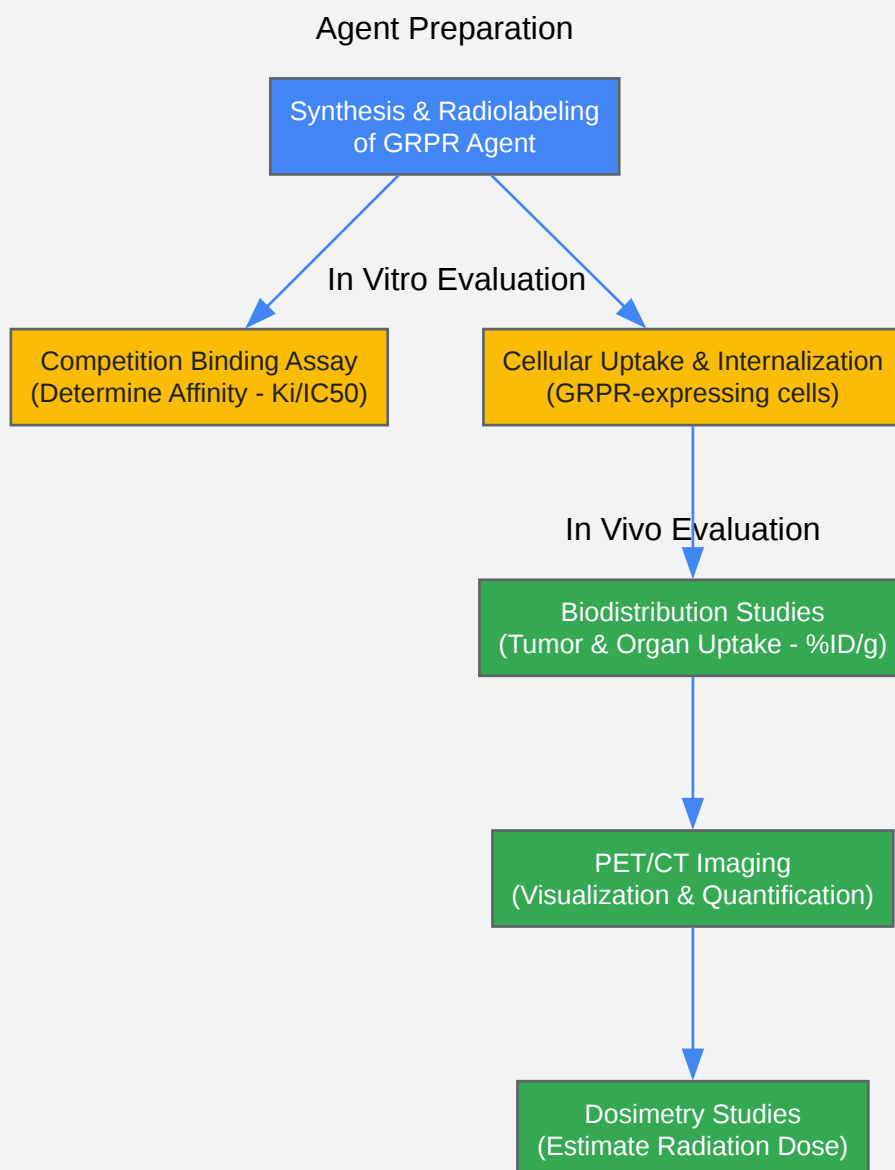 Agent Preparation
Synthesis & Radiolabeling
of GRPR Agent
In Vitro Evaluation
Competition Binding Assay
(Determine Affinity - Ki/IC50)
Cellular Uptake & Internalization
(GRPR-expressing cells)
In Vivo Evaluation
Biodistribution Studies
(Tumor & Organ Uptake - %ID/g)
PET/CT Imaging
(Visualization & Quantification)
Dosimetry Studies
(Estimate Radiation Dose)